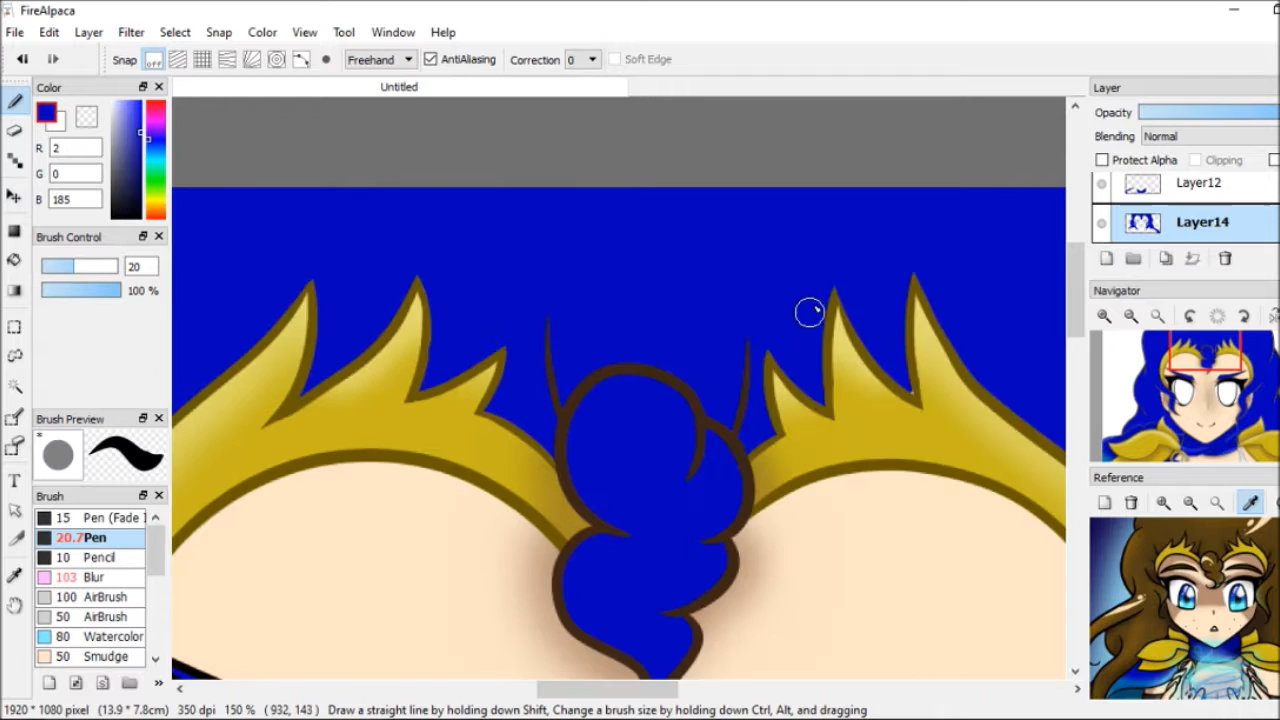 FireAlpaca
File Edit Layer Filter Select Snap Color View Tool Window Help
Snap off Freehand AntiAliasing Correction 0 Soft Edge
Color
Untitled
Layer
R 2
G 0
B 185
Opacity
Blending Normal
Protect Alpha Clipping
Layer12
Layer14
Brush Control
20
100 %
Navigator
Brush Preview
*
Reference
Brush
15 Pen (Fade
20.7 Pen
10 Pencil
103 Blur
100 AirBrush
50 AirBrush
80 Watercolor
50 Smudge
1920 * 1080 pixel (13.9 * 7.8cm) 350 dpi 150 % ( 932, 143 ) Draw a straight line by holding down Shift, Change a brush size by holding down Ctrl, Alt, and dragging